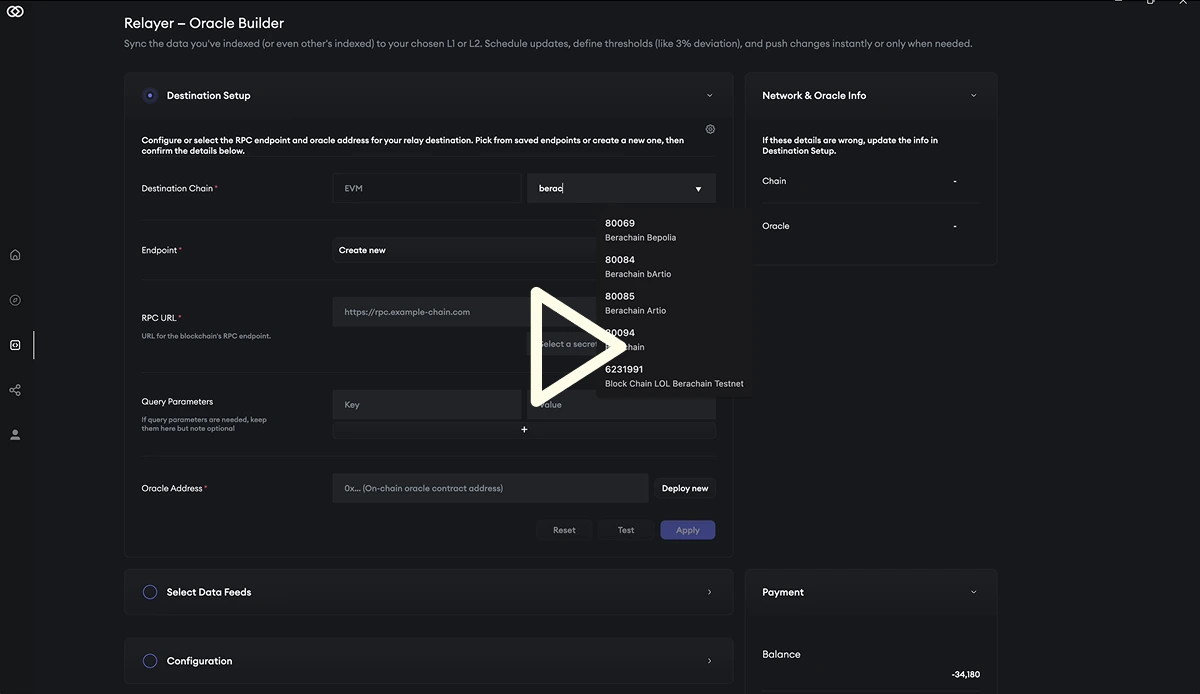 Relayer – Oracle Builder
Sync the data you've indexed (or even other's indexed) to your chosen L1 or L2. Schedule updates, define thresholds (like 3% deviation), and push changes instantly or only when needed.
Destination Setup
Configure or select the RPC endpoint and oracle address for your relay destination. Pick from saved endpoints or create a new one, then
confirm the details below.
Destination Chain*
EVM
berac
80069
Berachain Bepolia
80084
Berachain bArtio
80085
Berachain Artio
80094
6231991
Block Chain LOL Berachain Testnet
Endpoint*
Create new
RPC URL*
URL for the blockchain's RPC endpoint.
https://rpc.example-chain.com
Select a secret
Query Parameters
If query parameters are needed, keep
them here but note optional
Key
Value
+
Oracle Address*
0x... (On-chain oracle contract address)
Deploy new
Reset
Test
Apply
Select Data Feeds
Configuration
Network & Oracle Info
If these details are wrong, update the info in
Destination Setup.
Chain
-
Oracle
-
Payment
Balance
-34,180